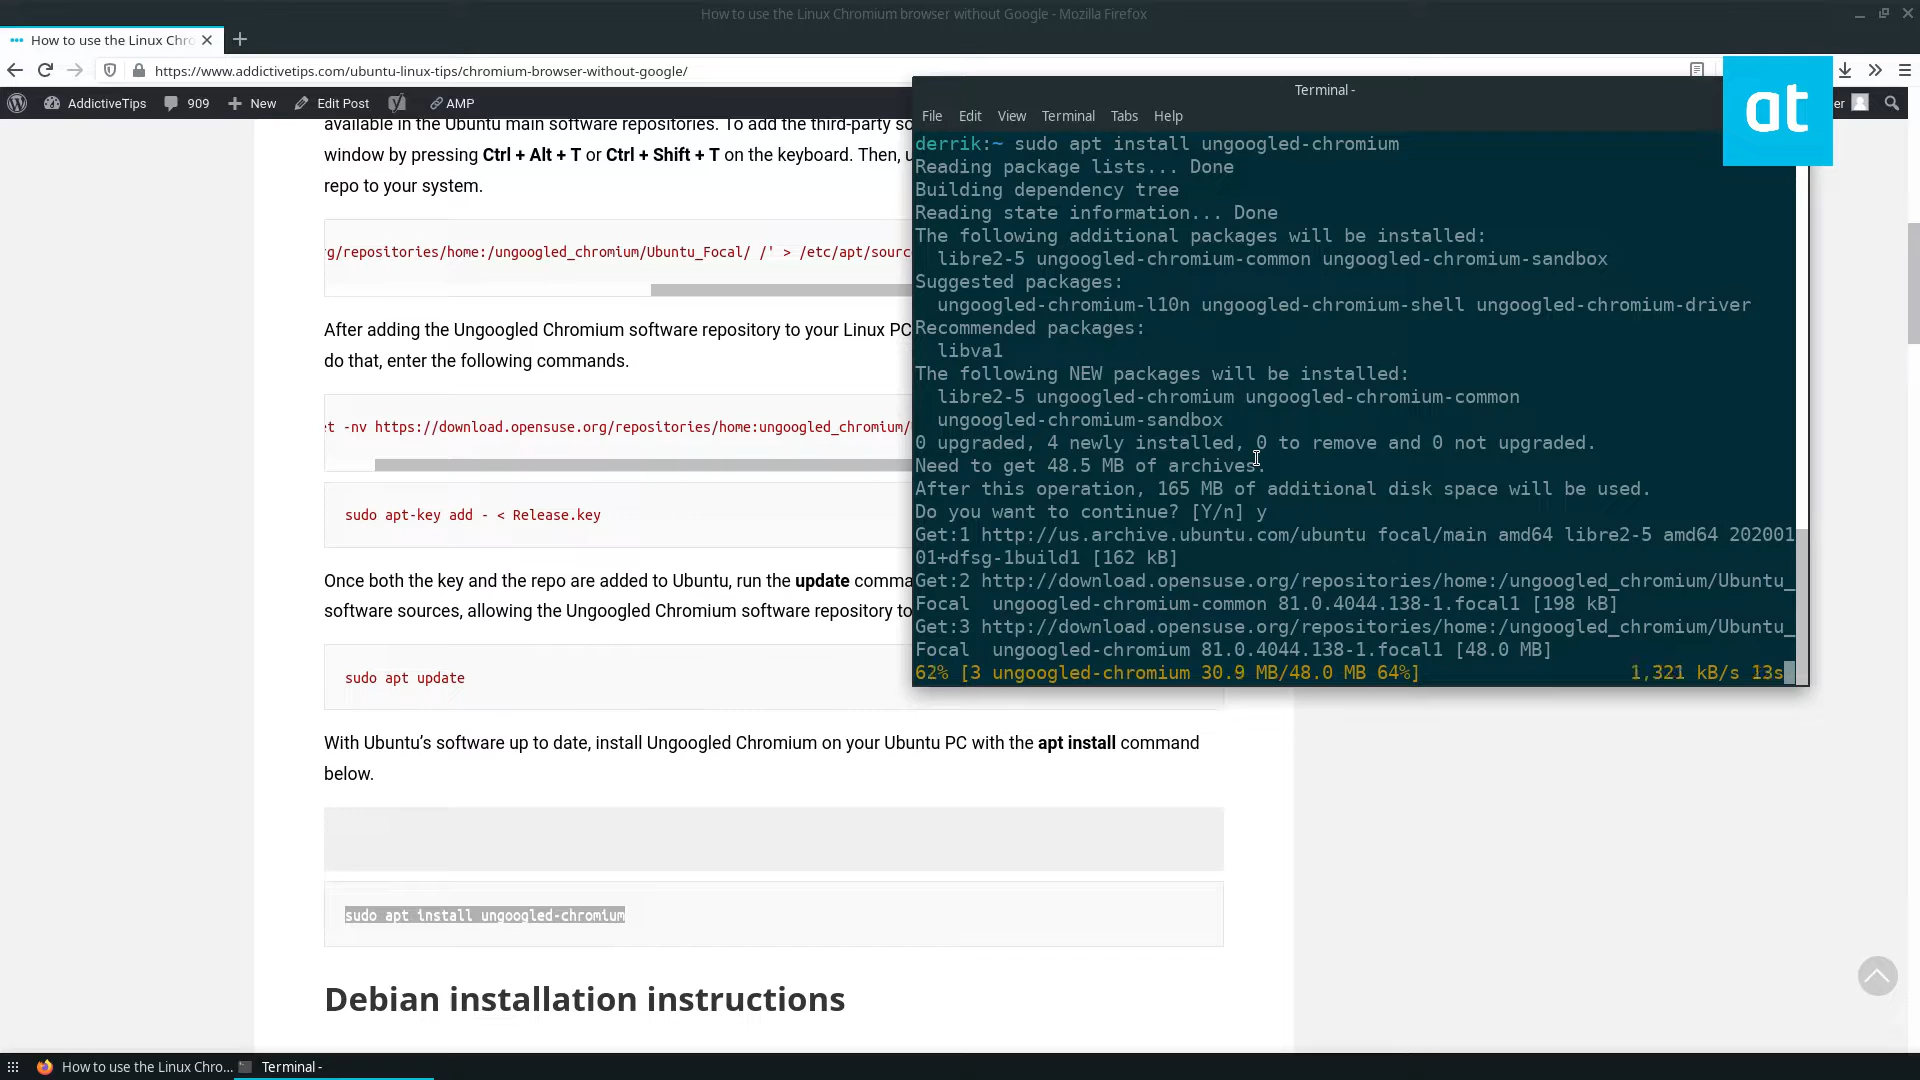 How to use the Linux Chromium browser without Google - Mozilla Firefox
How to use the Linux Chro
https://www.addictivetips.com/ubuntu-linux-tips/chromium-browser-without-google/
AddictiveTips 909 New Edit Post AMP
er
at
available in the Ubuntu main software repositories. To add the third-party so
window by pressing Ctrl + Alt + T or Ctrl + Shift + T on the keyboard. Then, u
repo to your system.
g/repositories/home:/ungoogled_chromium/Ubuntu_Focal/ /' > /etc/apt/sourc
After adding the Ungoogled Chromium software repository to your Linux PC
do that, enter the following commands.
et -nv https://download.opensuse.org/repositories/home:ungoogled_chromium/U
sudo apt-key add - < Release.key
Once both the key and the repo are added to Ubuntu, run the update comma
software sources, allowing the Ungoogled Chromium software repository to
sudo apt update
With Ubuntu’s software up to date, install Ungoogled Chromium on your Ubuntu PC with the apt install command
below.
sudo apt install ungoogled-chromium
Debian installation instructions
Terminal -
File Edit View Terminal Tabs Help
derrik:~ sudo apt install ungoogled-chromium
Reading package lists... Done
Building dependency tree
Reading state information... Done
The following additional packages will be installed:
libre2-5 ungoogled-chromium-common ungoogled-chromium-sandbox
Suggested packages:
ungoogled-chromium-l10n ungoogled-chromium-shell ungoogled-chromium-driver
Recommended packages:
libva1
The following NEW packages will be installed:
libre2-5 ungoogled-chromium ungoogled-chromium-common
ungoogled-chromium-sandbox
0 upgraded, 4 newly installed, 0 to remove and 0 not upgraded.
Need to get 48.5 MB of archives.
After this operation, 165 MB of additional disk space will be used.
Do you want to continue? [Y/n] y
Get:1 http://us.archive.ubuntu.com/ubuntu focal/main amd64 libre2-5 amd64 202001
01+dfsg-1build1 [162 kB]
Get:2 http://download.opensuse.org/repositories/home:/ungoogled_chromium/Ubuntu_
Focal  ungoogled-chromium-common 81.0.4044.138-1.focal1 [198 kB]
Get:3 http://download.opensuse.org/repositories/home:/ungoogled_chromium/Ubuntu_
Focal  ungoogled-chromium 81.0.4044.138-1.focal1 [48.0 MB]
62% [3 ungoogled-chromium 30.9 MB/48.0 MB 64%] 1,321 kB/s 13s
How to use the Linux Chro... Terminal -